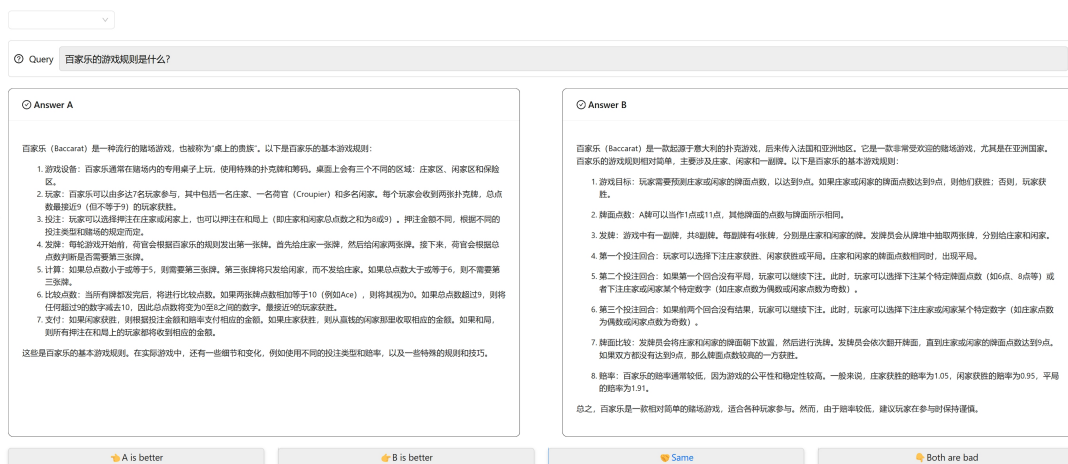 Query 百家乐的游戏规则是什么？
Answer A
百家乐（Baccarat）是一种流行的赌场游戏，也被称为"桌上的贵族"。以下是百家乐的基本游戏规则：
1. 游戏设备：百家乐通常在赌场内的专用桌子上玩，使用特殊的扑克牌和筹码。桌面上会有三个不同的区域：庄家区、闲家区和保险
区。
2. 玩家：百家乐可以由多达7名玩家参与，其中包括一名庄家、一名荷官（Croupier）和多名闲家。每个玩家会收到两张扑克牌，总点
数最接近9（但不等于9）的玩家获胜。
3. 投注：玩家可以选择押注在庄家或闲家上，也可以押注在和局上（即庄家和闲家总点数之和为8或9）。押注金额不同，根据不同的
投注类型和赌场的规定而定。
4. 发牌：每轮游戏开始前，荷官会根据百家乐的规则发出第一张牌。首先给庄家一张牌，然后给闲家两张牌。接下来，荷官会根据总
点数判断是否需要第三张牌。
5. 计算：如果总点数小于或等于5，则需要第三张牌。第三张牌将只发给闲家，而不发给庄家。如果总点数大于或等于6，则不需要第
三张牌。
6. 比较点数：当所有牌都发完后，将进行比较点数。如果两张牌点数相加等于10（例如Ace），则将其视为0。如果总点数超过9，则将
任何超过9的数字减去10，因此总点数将变为0至8之间的数字。最接近9的玩家获胜。
7. 支付：如果闲家获胜，则根据投注金额和赔率支付相应的金额。如果庄家获胜，则从赢钱的闲家那里收取相应的金额。如果和局，
则所有押注在和局上的玩家都将收到相应的金额。
这些是百家乐的基本游戏规则。在实际游戏中，还有一些细节和变化，例如使用不同的投注类型和赔率，以及一些特殊的规则和技巧。
Answer B
百家乐（Baccarat）是一款起源于意大利的扑克游戏，后来传入法国和亚洲地区。它是一款非常受欢迎的赌场游戏，尤其是在亚洲国家。
百家乐的游戏规则相对简单，主要涉及庄家、闲家和一副牌。以下是百家乐的基本游戏规则：
1. 游戏目标：玩家需要预测庄家或闲家的牌面点数，以达到9点。如果庄家或闲家的牌面点数达到9点，则他们获胜；否则，玩家获
胜。
2. 牌面点数：A牌可以当作1点或11点，其他牌面的点数与牌面所示相同。
3. 发牌：游戏中有一副牌，共8副牌。每副牌有4张牌，分别是庄家和闲家的牌。发牌员会从牌堆中抽取两张牌，分别给庄家和闲家。
4. 第一个投注回合：玩家可以选择下注庄家获胜、闲家获胜或平局。庄家和闲家的牌面点数相同时，出现平局。
5. 第二个投注回合：如果第一个回合没有平局，玩家可以继续下注。此时，玩家可以选择下注某个特定牌面点数（如6点、8点等）或
者下注庄家或闲家某个特定数字（如庄家点数为偶数或闲家点数为奇数）。
6. 第三个投注回合：如果前两个回合没有结果，玩家可以继续下注。此时，玩家可以选择下注庄家或闲家某个特定数字（如庄家点数
为偶数或闲家点数为奇数）。
7. 牌面比较：发牌员会将庄家和闲家的牌面朝下放置，然后进行洗牌。发牌员会依次翻开牌面，直到庄家或闲家的牌面点数达到9点。
如果双方都没有达到9点，那么牌面点数较高的一方获胜。
8. 赔率：百家乐的赔率通常较低，因为游戏的公平性和稳定性较高。一般来说，庄家获胜的赔率为1.05，闲家获胜的赔率为0.95，平局
的赔率为1.91。
总之，百家乐是一款相对简单的赌场游戏，适合各种玩家参与。然而，由于赔率较低，建议玩家在参与时保持谨慎。
👈A is better
👉B is better
🤝Same
👎Both are bad